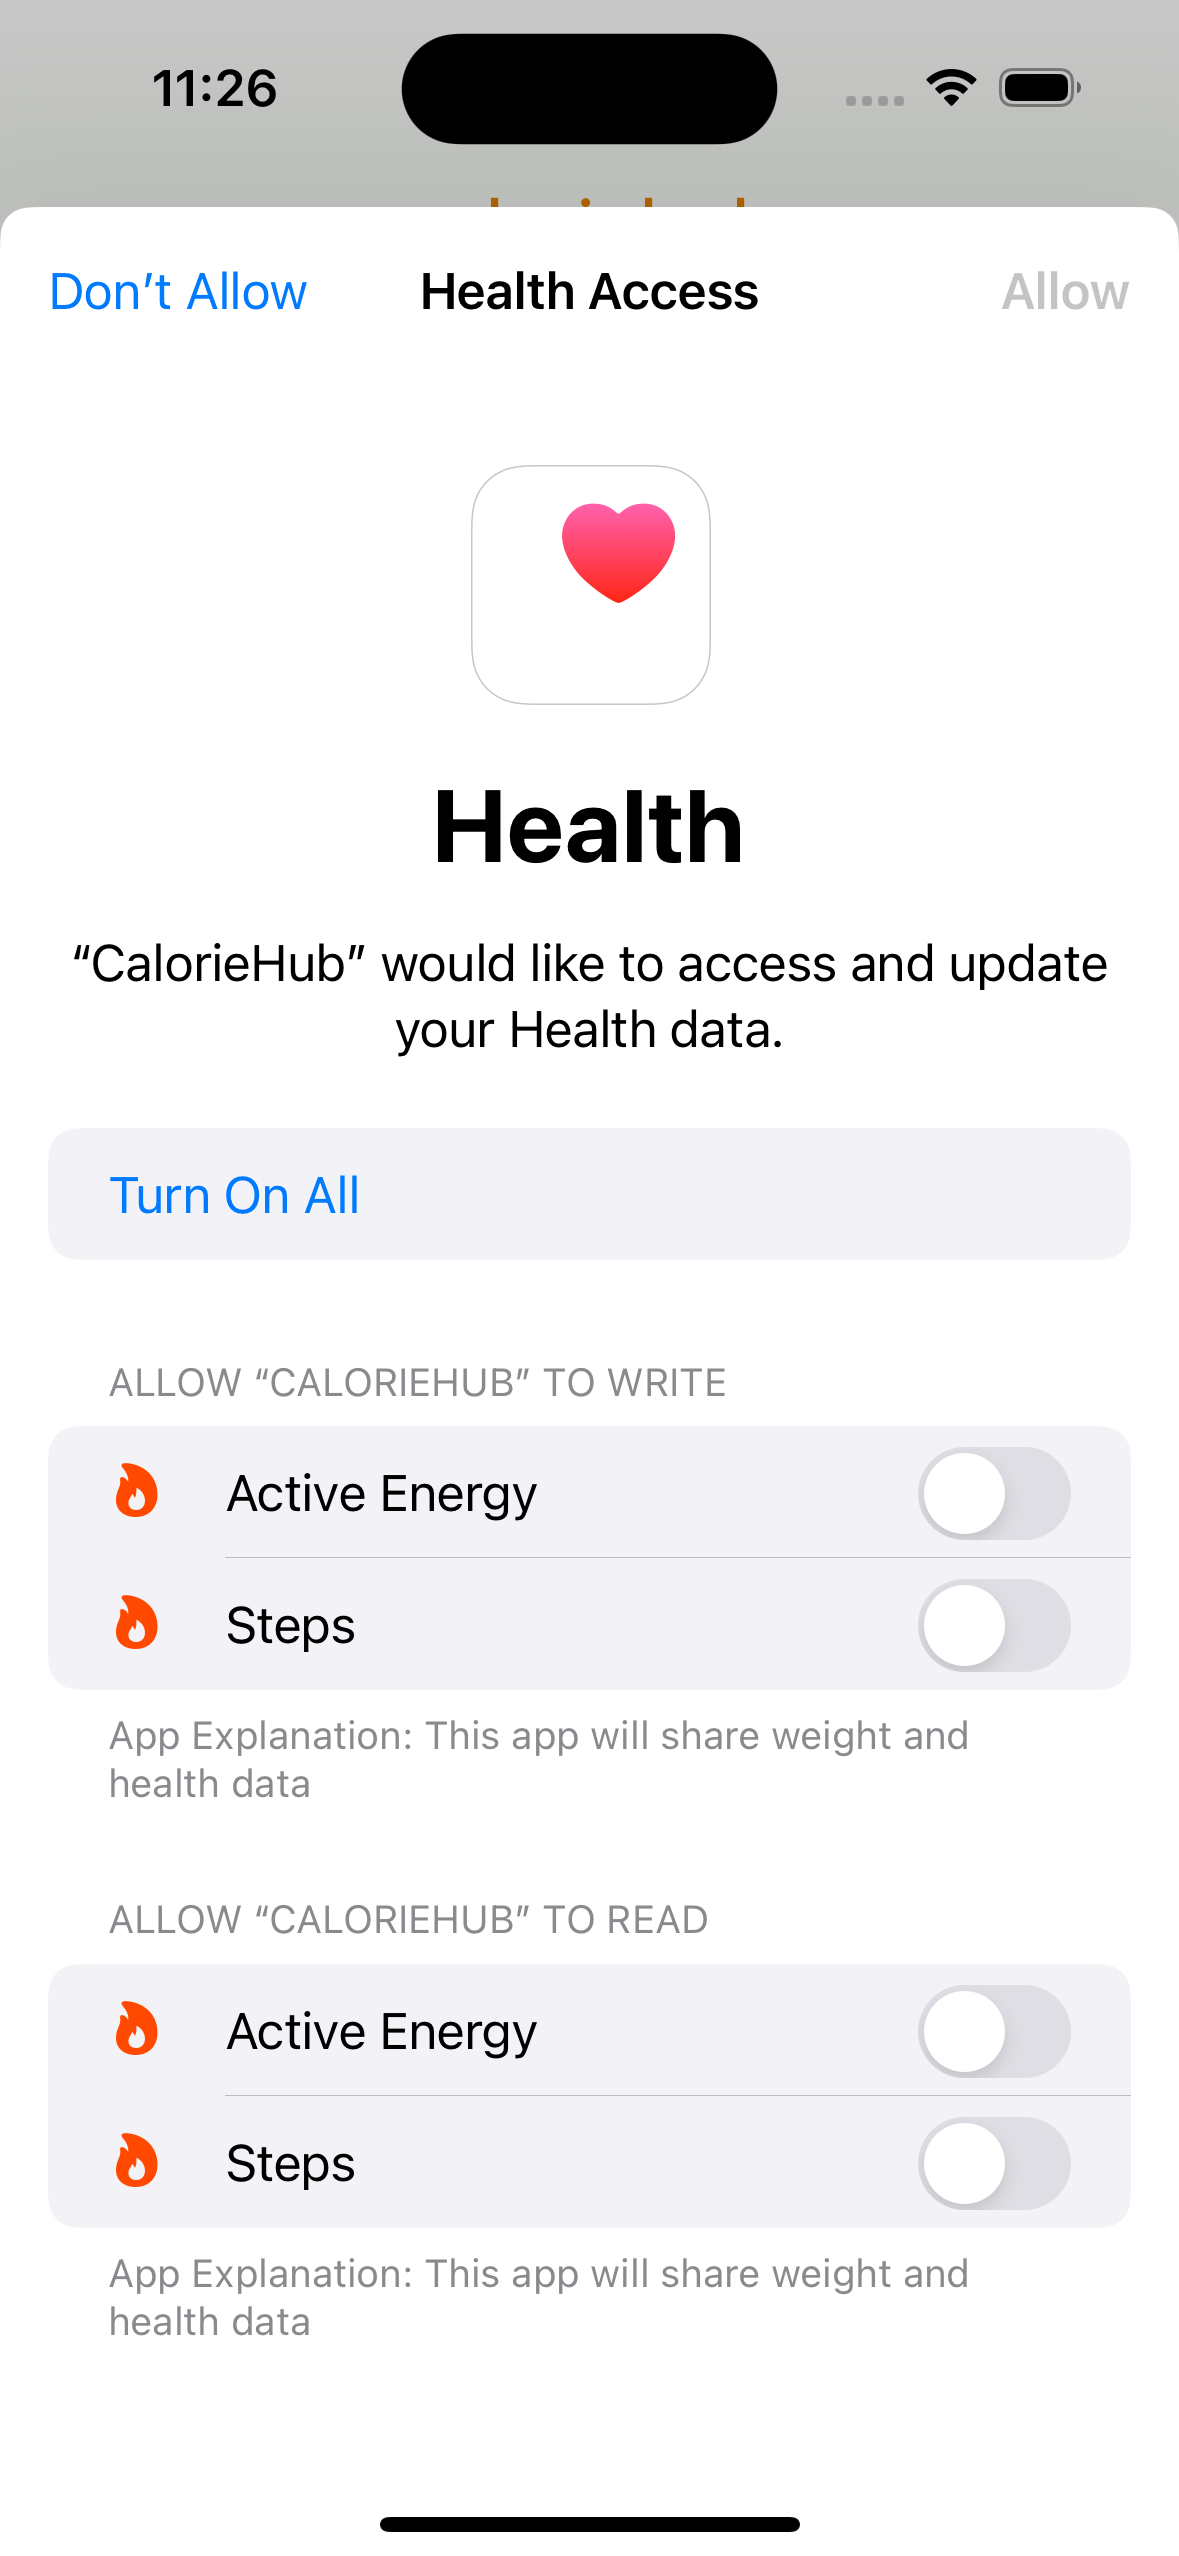 11:26
Don’t Allow
Health Access
Allow
Health
“CalorieHub” would like to access and update
your Health data.
Turn On All
ALLOW “CALORIEHUB” TO WRITE
Active Energy
Steps
App Explanation: This app will share weight and
health data
ALLOW “CALORIEHUB” TO READ
Active Energy
Steps
App Explanation: This app will share weight and
health data